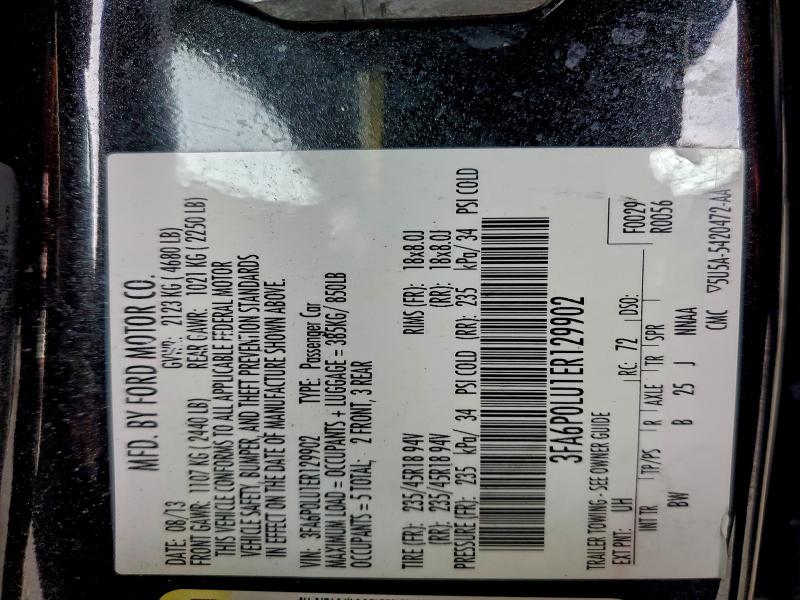 MFD. BY FORD MOTOR CO.
DATE: 08/13 GVWR: 2123 KG ( 4680 LB)
FRONT GAWR: 1107 KG ( 2440 LB) REAR GAWR: 1021 KG ( 2250 LB)
THIS VEHICLE CONFORMS TO ALL APPLICABLE FEDERAL MOTOR
VEHICLE SAFETY, BUMPER, AND THEFT PREVENTION STANDARDS
IN EFFECT ON THE DATE OF MANUFACTURE SHOWN ABOVE.
VIN: 3FA6P0LU1ER129902 TYPE: Passenger Car
MAXIMUM LOAD = OCCUPANTS + LUGGAGE = 385KG/ 850LB
OCCUPANTS = 5 TOTAL; 2 FRONT, 3 REAR
TIRE (FR): 235/45R18 94V RIMS (FR): 18x8.0J
(RR): 235/45R18 94V (RR): 18x8.0J
PRESSURE (FR): 235 kPa/ 34 PSI COLD (RR): 235 kPa/ 34 PSI COLD
3FA6P0LU1ER129902
F0029
R0056
TRAILER TOWING - SEE OWNER GUIDE
EXT PNT: UH RC: 72 DSO:
INT TR TP/PS R AXLE TR SPR
BW B 25 J NNAA
CMC ▽5U5A-5420472-AA